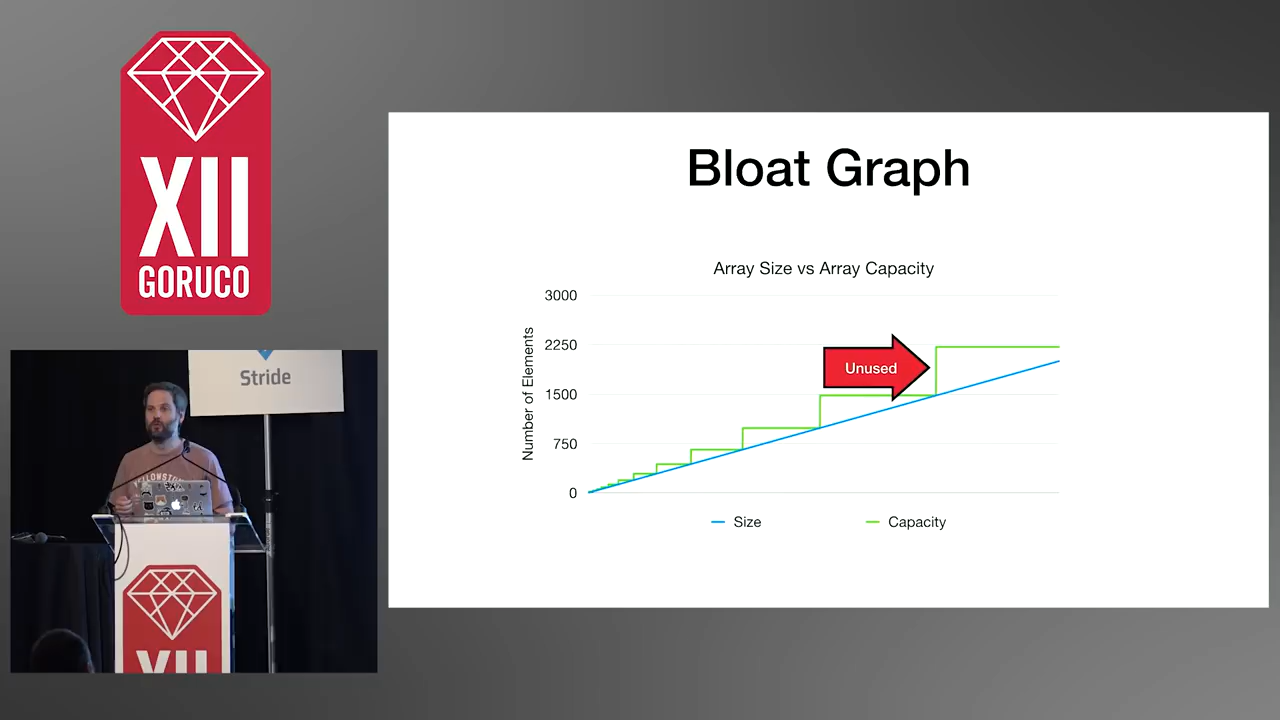 XII
GORUCO
Bloat Graph
Array Size vs Array Capacity
3000
2250
1500
750
0
Number of Elements
Unused
Size
Capacity
Stride
XII